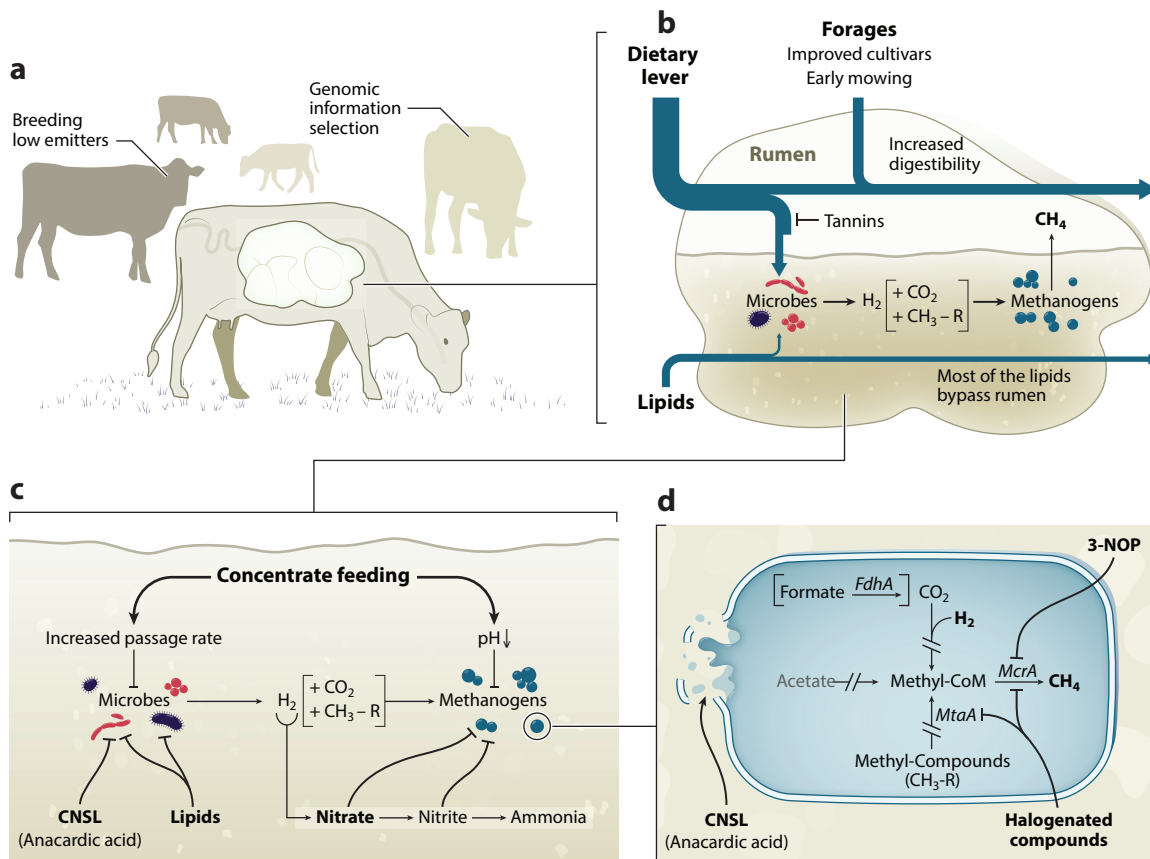 a
Breeding
low emitters
Genomic
information
selection
b
Dietary
lever
Forages
Improved cultivars
Early mowing
Rumen
Increased
digestibility
Tannins
CH₄
Microbes
H₂
+ CO₂
+ CH₃ – R
Methanogens
Lipids
Most of the lipids
bypass rumen
c
Concentrate feeding
Increased passage rate
pH↓
Microbes
H₂
+ CO₂
+ CH₃ – R
Methanogens
CNSL
(Anacardic acid)
Lipids
Nitrate
Nitrite
Ammonia
d
3-NOP
[Formate FdhA] CO₂
H₂
Acetate
Methyl-CoM
McrA
CH₄
MtaA
Methyl-Compounds
(CH₃-R)
CNSL
(Anacardic acid)
Halogenated
compounds